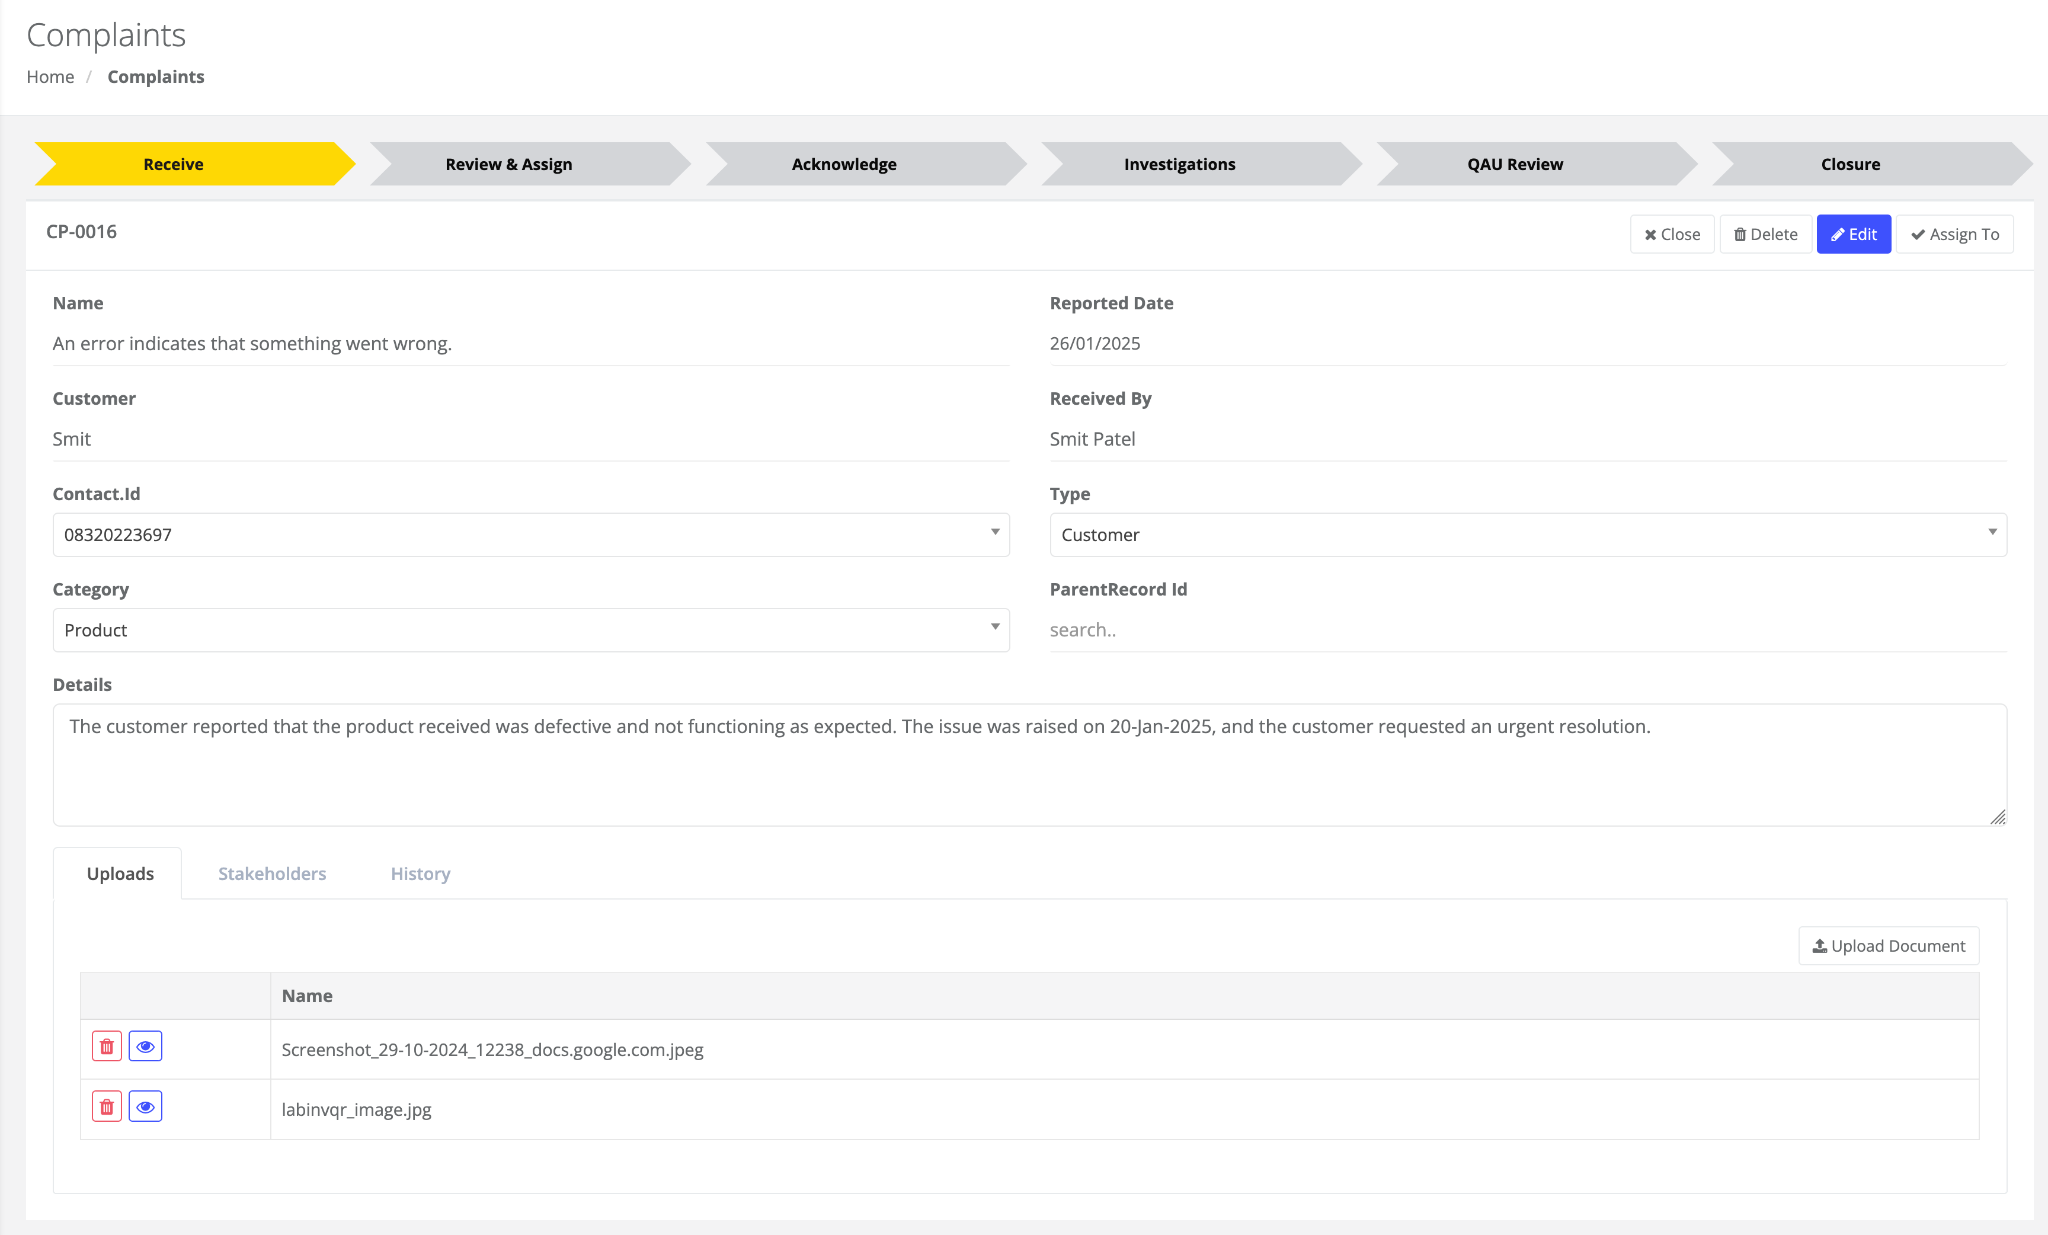 Complaints
Home / Complaints
Receive
Review & Assign
Acknowledge
Investigations
QAU Review
Closure
CP-0016
Close
Delete
Edit
Assign To
Name
An error indicates that something went wrong.
Reported Date
26/01/2025
Customer
Smit
Received By
Smit Patel
Contact.Id
08320223697
Type
Customer
Category
Product
ParentRecord Id
search..
Details
The customer reported that the product received was defective and not functioning as expected. The issue was raised on 20-Jan-2025, and the customer requested an urgent resolution.
Uploads
Stakeholders
History
Upload Document
Name
Screenshot_29-10-2024_12238_docs.google.com.jpeg
labinvqr_image.jpg